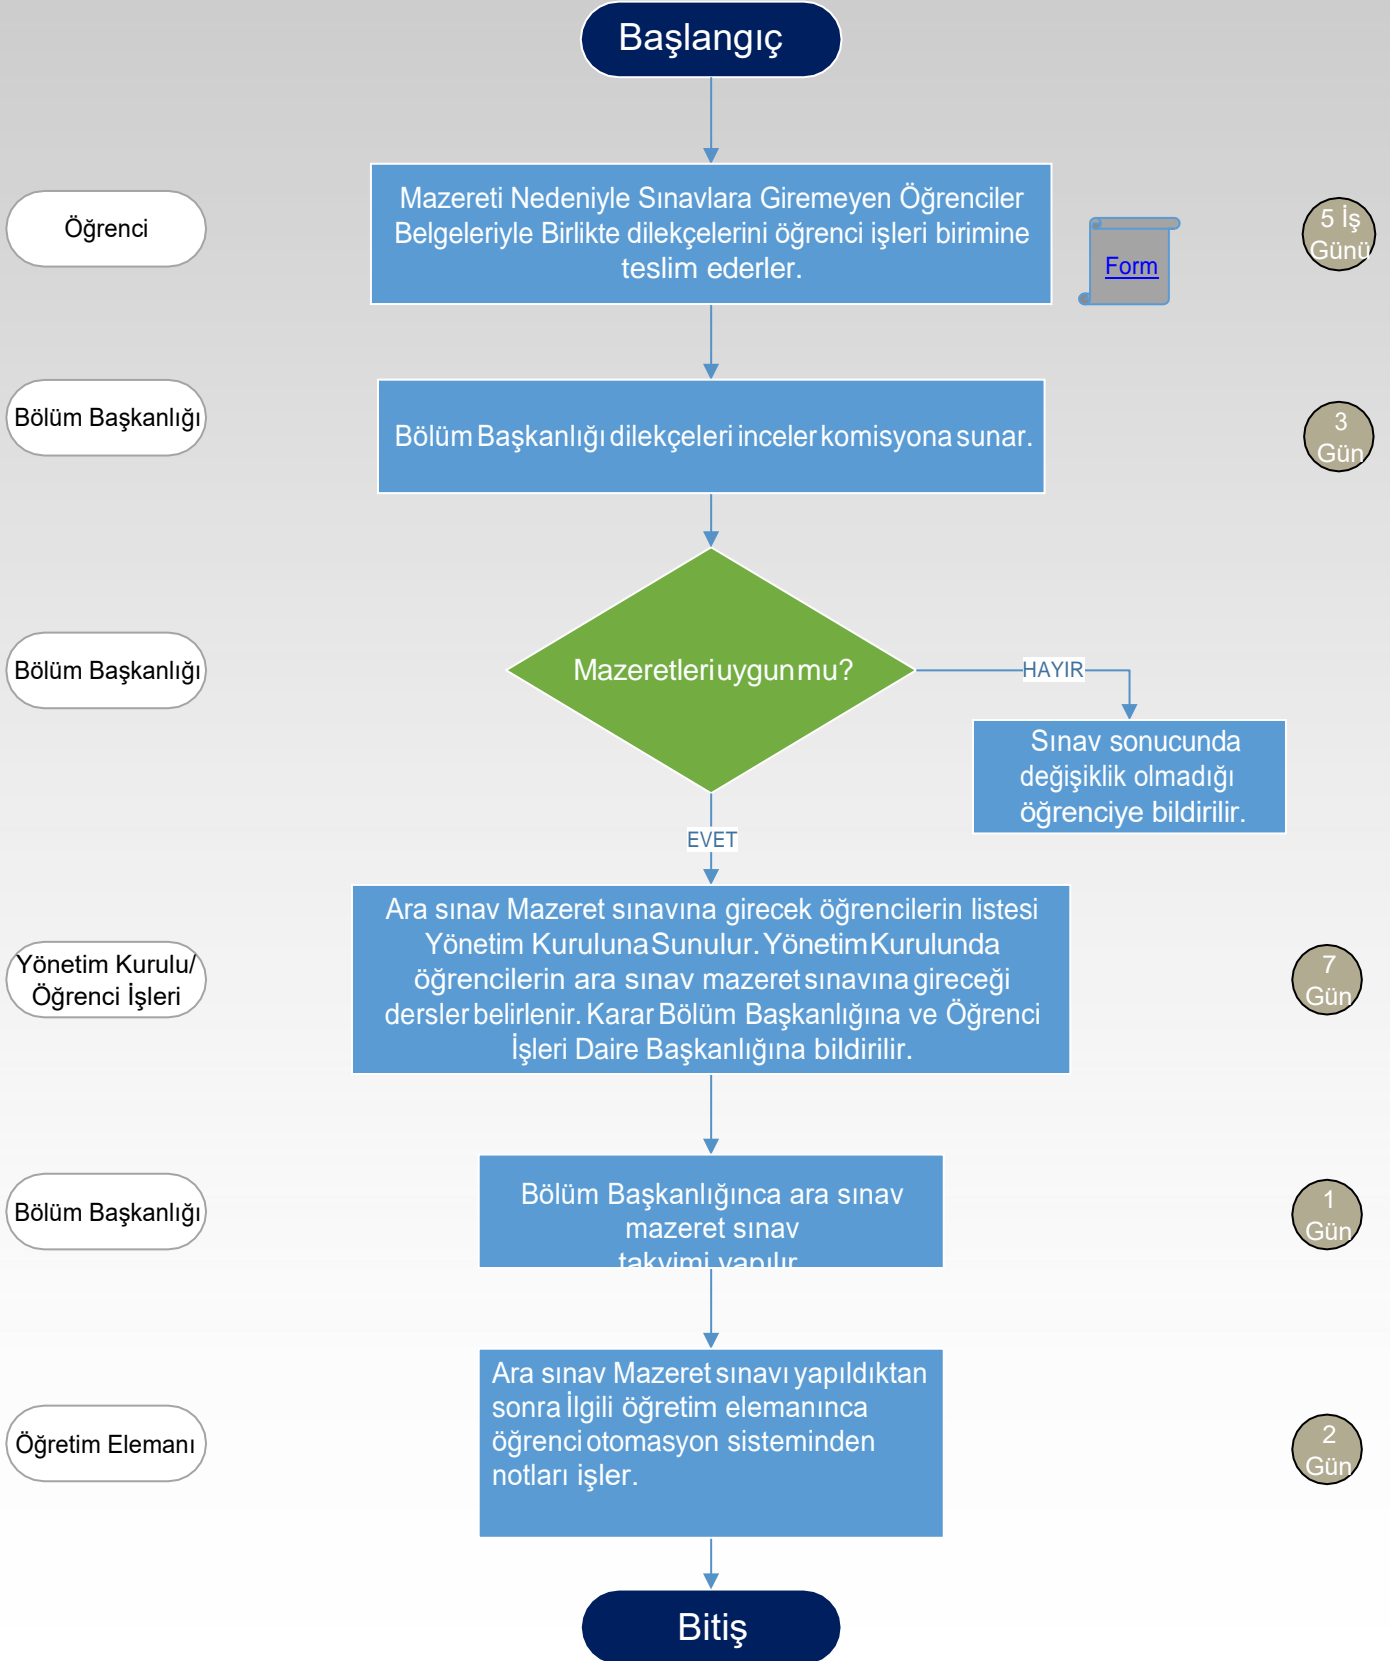 Başlangıç
Öğrenci
Mazereti Nedeniyle Sınavlara Giremeyen Öğrenciler
Belgeleriyle Birlikte dilekçelerini öğrenci işleri birimine
teslim ederler.
Form
5 İş
Günü
Bölüm Başkanlığı
Bölüm Başkanlığı dilekçeleri inceler komisyona sunar.
3
Gün
Bölüm Başkanlığı
Mazeretleri uygun mu?
HAYIR
Sınav sonucunda
değişiklik olmadığı
öğrenciye bildirilir.
EVET
Yönetim Kurulu/
Öğrenci İşleri
Ara sınav Mazeret sınavına girecek öğrencilerin listesi
Yönetim Kuruluna Sunulur. Yönetim Kurulunda
öğrencilerin ara sınav mazeret sınavına gireceği
dersler belirlenir. Karar Bölüm Başkanlığına ve Öğrenci
İşleri Daire Başkanlığına bildirilir.
7
Gün
Bölüm Başkanlığı
Bölüm Başkanlığınca ara sınav
mazeret sınav
takvimi yapılır
1
Gün
Öğretim Elemanı
Ara sınav Mazeret sınavı yapıldıktan
sonra İlgili öğretim elemanınca
öğrenci otomasyon sisteminden
notları işler.
2
Gün
Bitiş